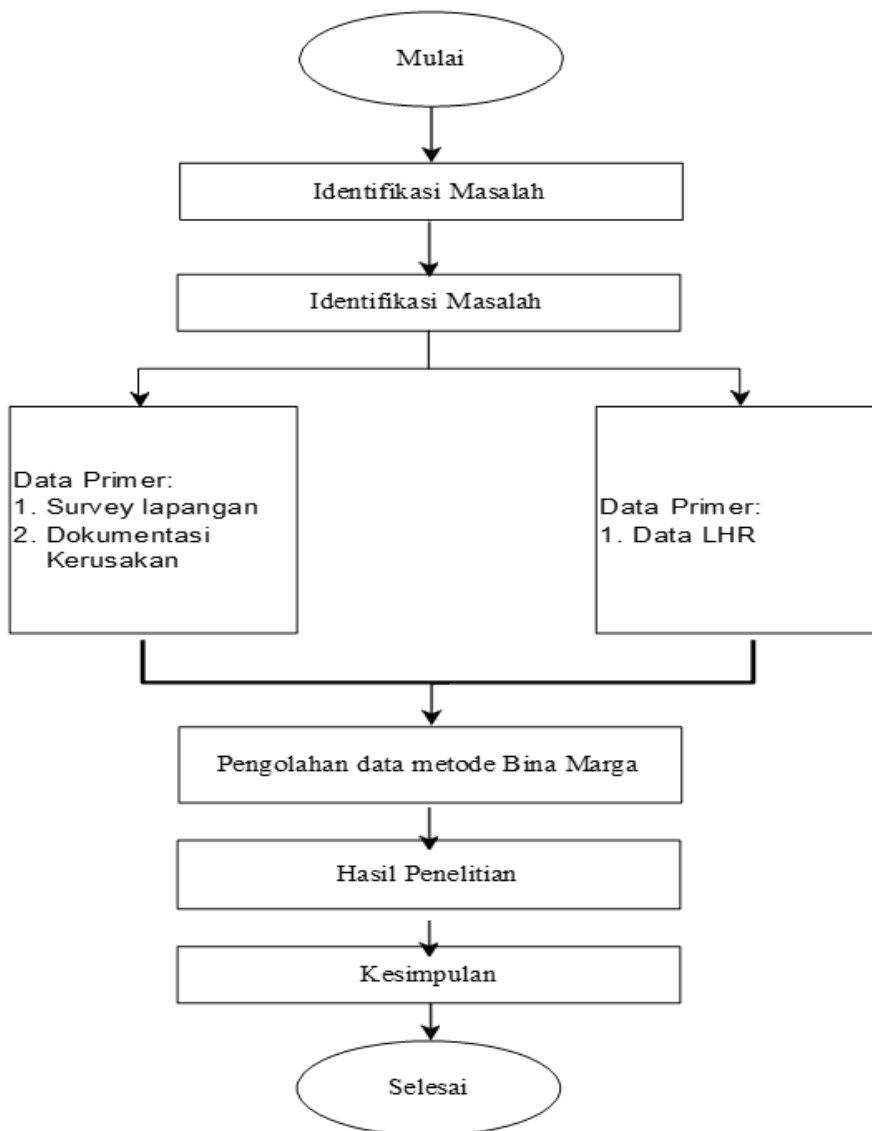 Mulai
Identifikasi Masalah
Identifikasi Masalah
Data Primer:
1. Survey lapangan
2. Dokumentasi
Kerusakan
Data Primer:
1. Data LHR
Pengolahan data metode Bina Marga
Hasil Penelitian
Kesimpulan
Selesai